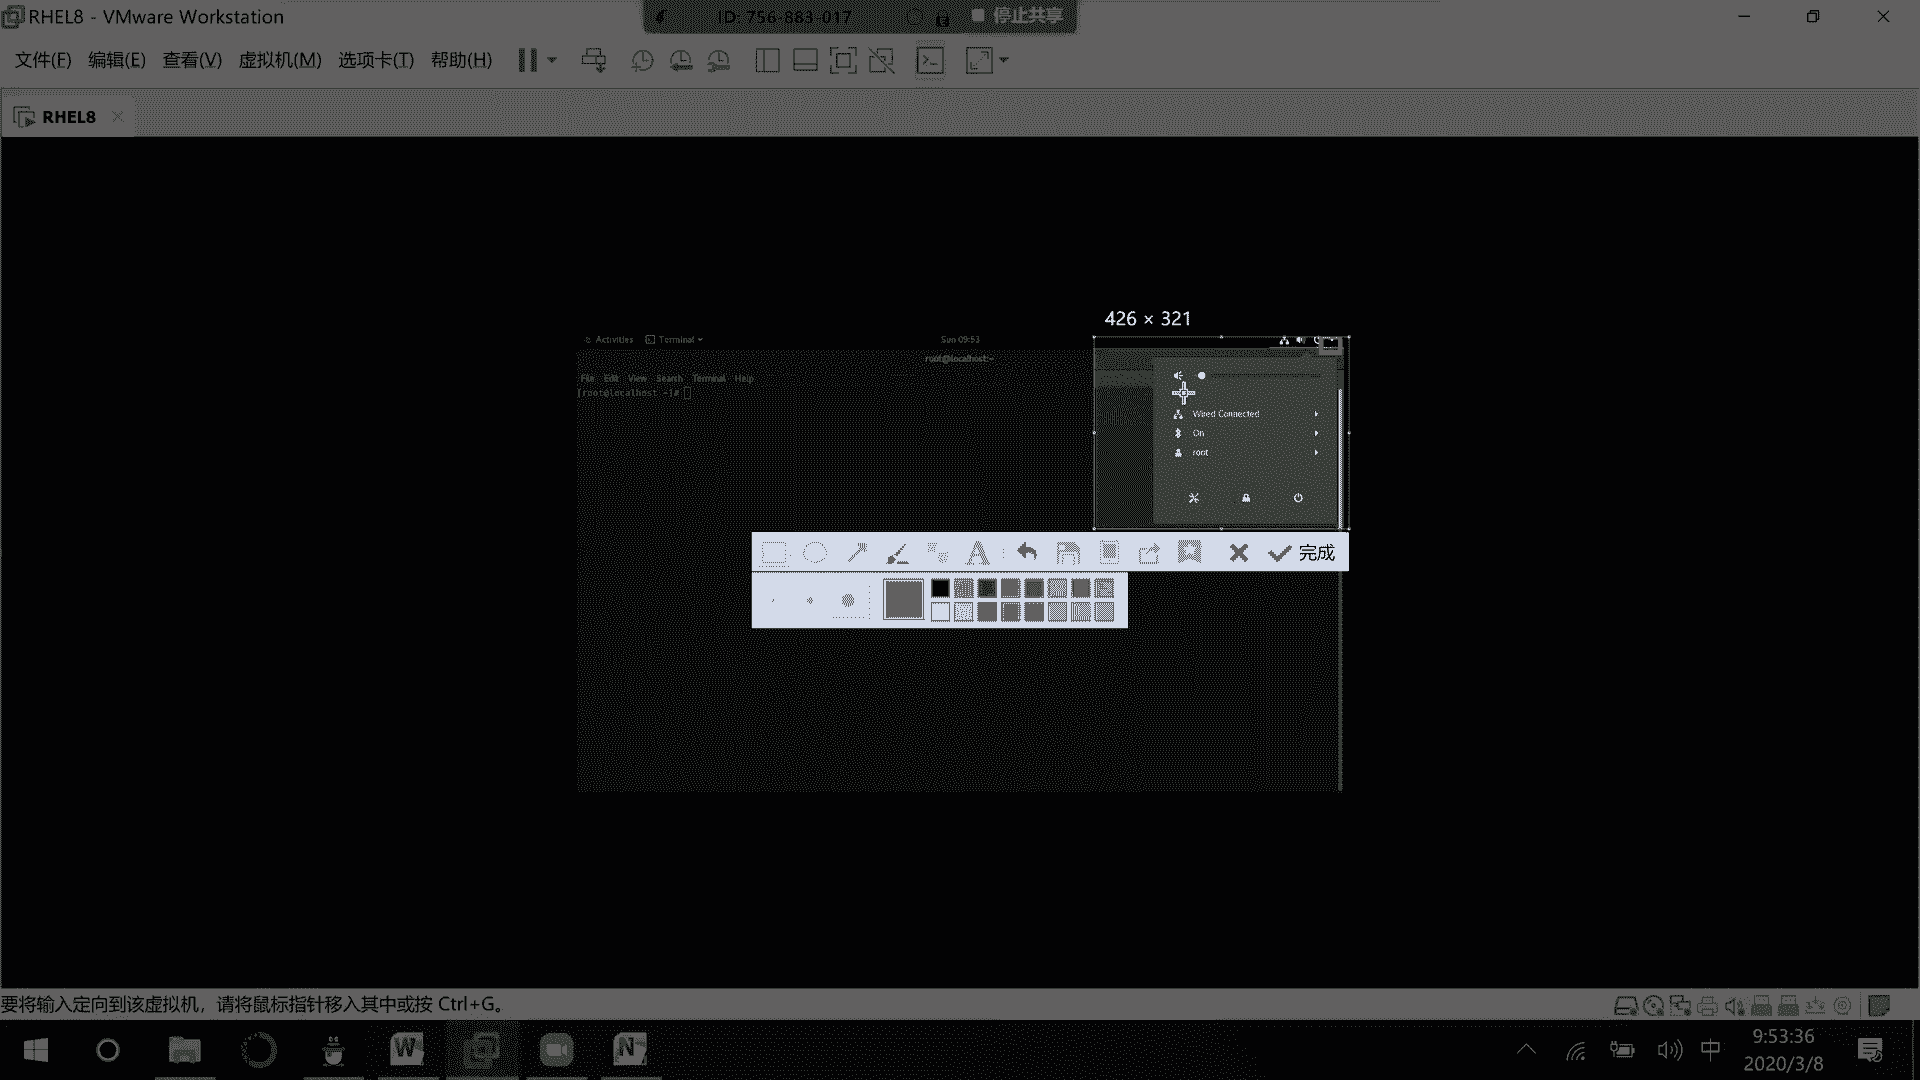 RHEL8 - VMware Workstation
ID: 756-883-017
停止共享
文件(F) 编辑(E) 查看(V) 虚拟机(M) 选项卡(T) 帮助(H)
RHEL8
426 × 321
Activities Terminal
Sun 09:53
root@localhost:~
File Edit View Search Terminal Help
[root@localhost ~]#
Wired Connected
On
root
完成
要将输入定向到该虚拟机，请将鼠标指针移入其中或按 Ctrl+G。
中
9:53:36
2020/3/8